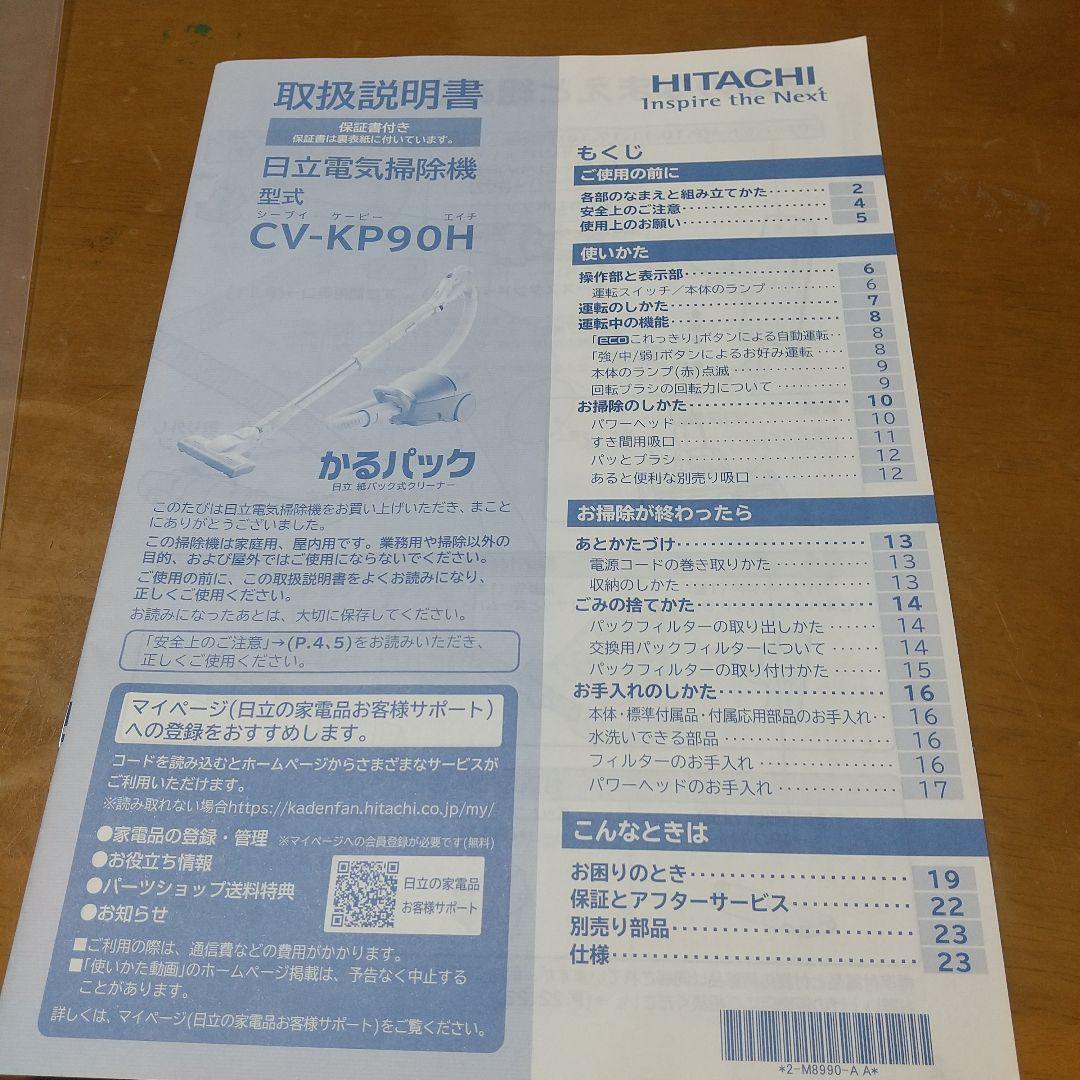 取扱説明書
保証書付き
保証書は裏表紙に付いています。
日立電気掃除機
型式
シーブイ ケーピー エイチ
CV-KP90H
かるパック
日立 紙パック式クリーナー
このたびは日立電気掃除機をお買い上げいただき、まこと
にありがとうございました。
この掃除機は家庭用、屋内用です。業務用や掃除以外の
目的、および屋外ではご使用にならないでください。
ご使用の前に、この取扱説明書をよくお読みになり、
正しくご使用ください。
お読みになったあとは、大切に保存してください。
「安全上のご注意」→(P.4、5)をお読みいただき、
正しくご使用ください。
マイページ(日立の家電品お客様サポート)
への登録をおすすめします。
コードを読み込むとホームページからさまざまなサービスが
ご利用いただけます。
※読み取れない場合https://kadenfan.hitachi.co.jp/my/
●家電品の登録・管理 ※マイページへの会員登録が必要です(無料)
●お役立ち情報
●パーツショップ送料特典
●お知らせ
日立の家電品
お客様サポート
■ご利用の際は、通信費などの費用がかかります。
■「使いかた動画」のホームページ掲載は、予告なく中止する
ことがあります。
詳しくは、マイページ(日立の家電品お客様サポート)をご覧ください。
HITACHI
Inspire the Next
もくじ
ご使用の前に
各部のなまえと組み立てかた········ 2
安全上のご注意···················· 4
使用上のお願い···················· 5
使いかた
操作部と表示部···················· 6
運転スイッチ/本体のランプ·········· 6
運転のしかた······················ 7
運転中の機能······················ 8
「ecoこれっきり」ボタンによる自動運転·· 8
「強/中/弱」ボタンによるお好み運転···· 8
本体のランプ(赤)点滅·············· 9
回転ブラシの回転力について·········· 9
お掃除のしかた···················· 10
パワーヘッド······················ 10
すき間用吸口······················ 11
パッとブラシ······················ 12
あると便利な別売り吸口············ 12
お掃除が終わったら
あとかたづけ······················ 13
電源コードの巻き取りかた·········· 13
収納のしかた······················ 13
ごみの捨てかた···················· 14
パックフィルターの取り出しかた······ 14
交換用パックフィルターについて······ 14
パックフィルターの取り付けかた······ 15
お手入れのしかた·················· 16
本体・標準付属品・付属応用部品のお手入れ·· 16
水洗いできる部品·················· 16
フィルターのお手入れ·············· 16
パワーヘッドのお手入れ············ 17
こんなときは
お困りのとき······················ 19
保証とアフターサービス············ 22
別売り部品························ 23
仕様······························ 23
*2-M8990-A A*